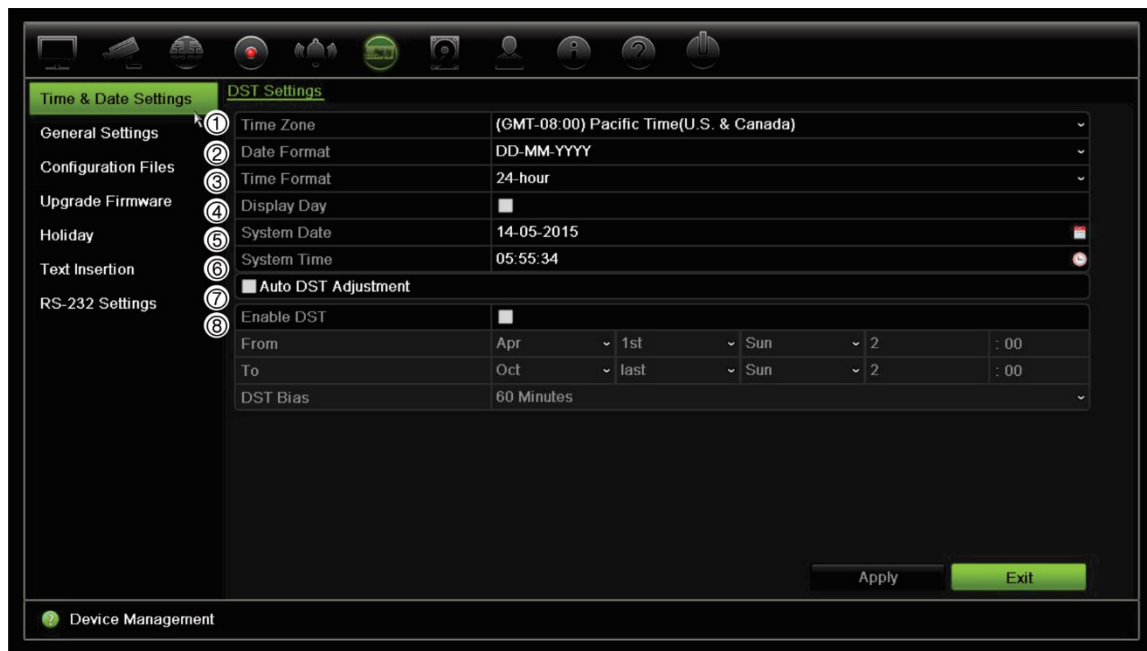 Time & Date Settings
General Settings
Configuration Files
Upgrade Firmware
Holiday
Text Insertion
RS-232 Settings
DST Settings
① Time Zone (GMT-08:00) Pacific Time(U.S. & Canada)
② Date Format DD-MM-YYYY
③ Time Format 24-hour
④ Display Day
⑤ System Date 14-05-2015
⑥ System Time 05:55:34
⑦ Auto DST Adjustment
⑧ Enable DST
From Apr 1st Sun 2 : 00
To Oct last Sun 2 : 00
DST Bias 60 Minutes
Apply Exit
? Device Management